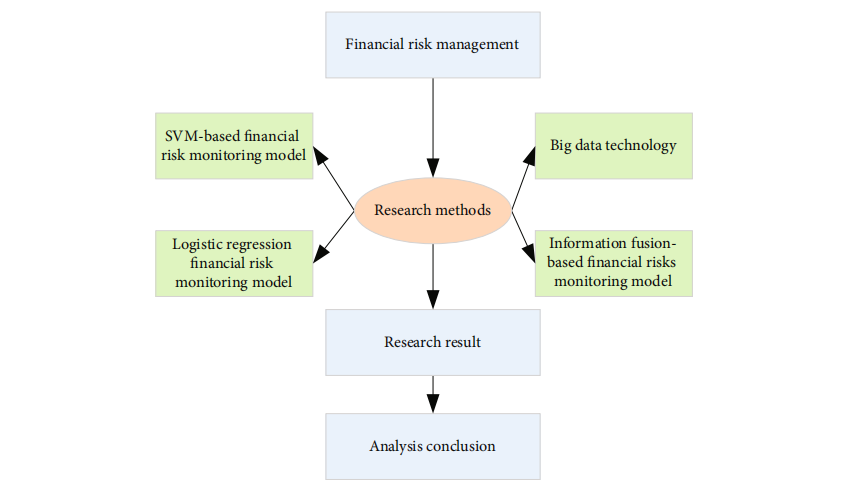 Financial risk management
SVM-based financial
risk monitoring model
Big data technology
Research methods
Logistic regression
financial risk
monitoring model
Information fusion-
based financial risks
monitoring model
Research result
Analysis conclusion